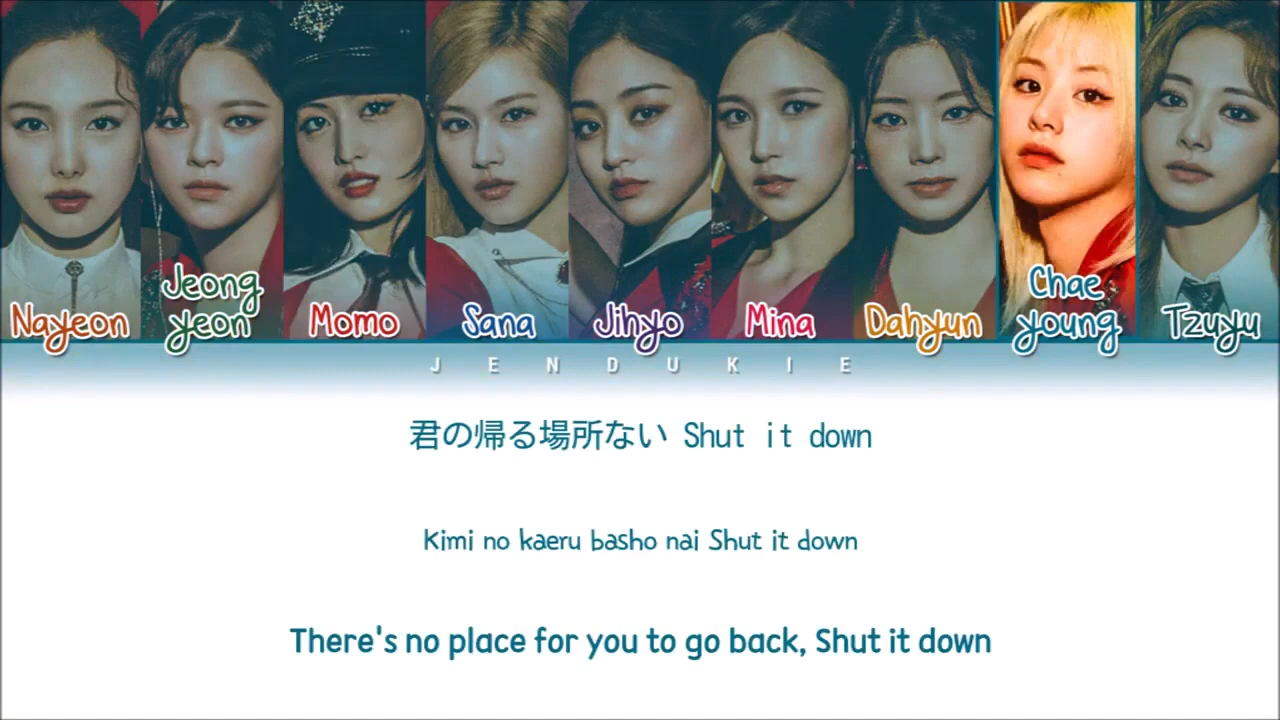 Nayeon
Jeong
yeon
Momo
Sana
Jihyo
Mina
Dahyun
Chae
young
Tzuyu
JENDUKIE
君の帰る場所ない Shut it down
Kimi no kaeru basho nai Shut it down
There's no place for you to go back, Shut it down